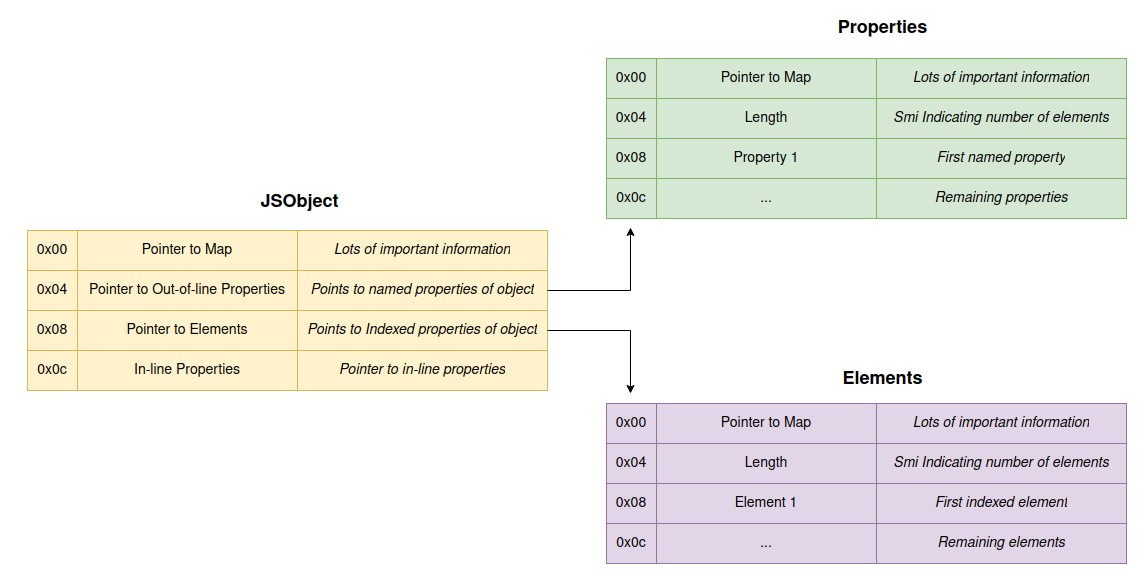 Properties
0x00 Pointer to Map Lots of important information
0x04 Length Smi Indicating number of elements
0x08 Property 1 First named property
0x0c ... Remaining properties
JSObject
0x00 Pointer to Map Lots of important information
0x04 Pointer to Out-of-line Properties Points to named properties of object
0x08 Pointer to Elements Points to Indexed properties of object
0x0c In-line Properties Pointer to in-line properties
Elements
0x00 Pointer to Map Lots of important information
0x04 Length Smi Indicating number of elements
0x08 Element 1 First indexed element
0x0c ... Remaining elements